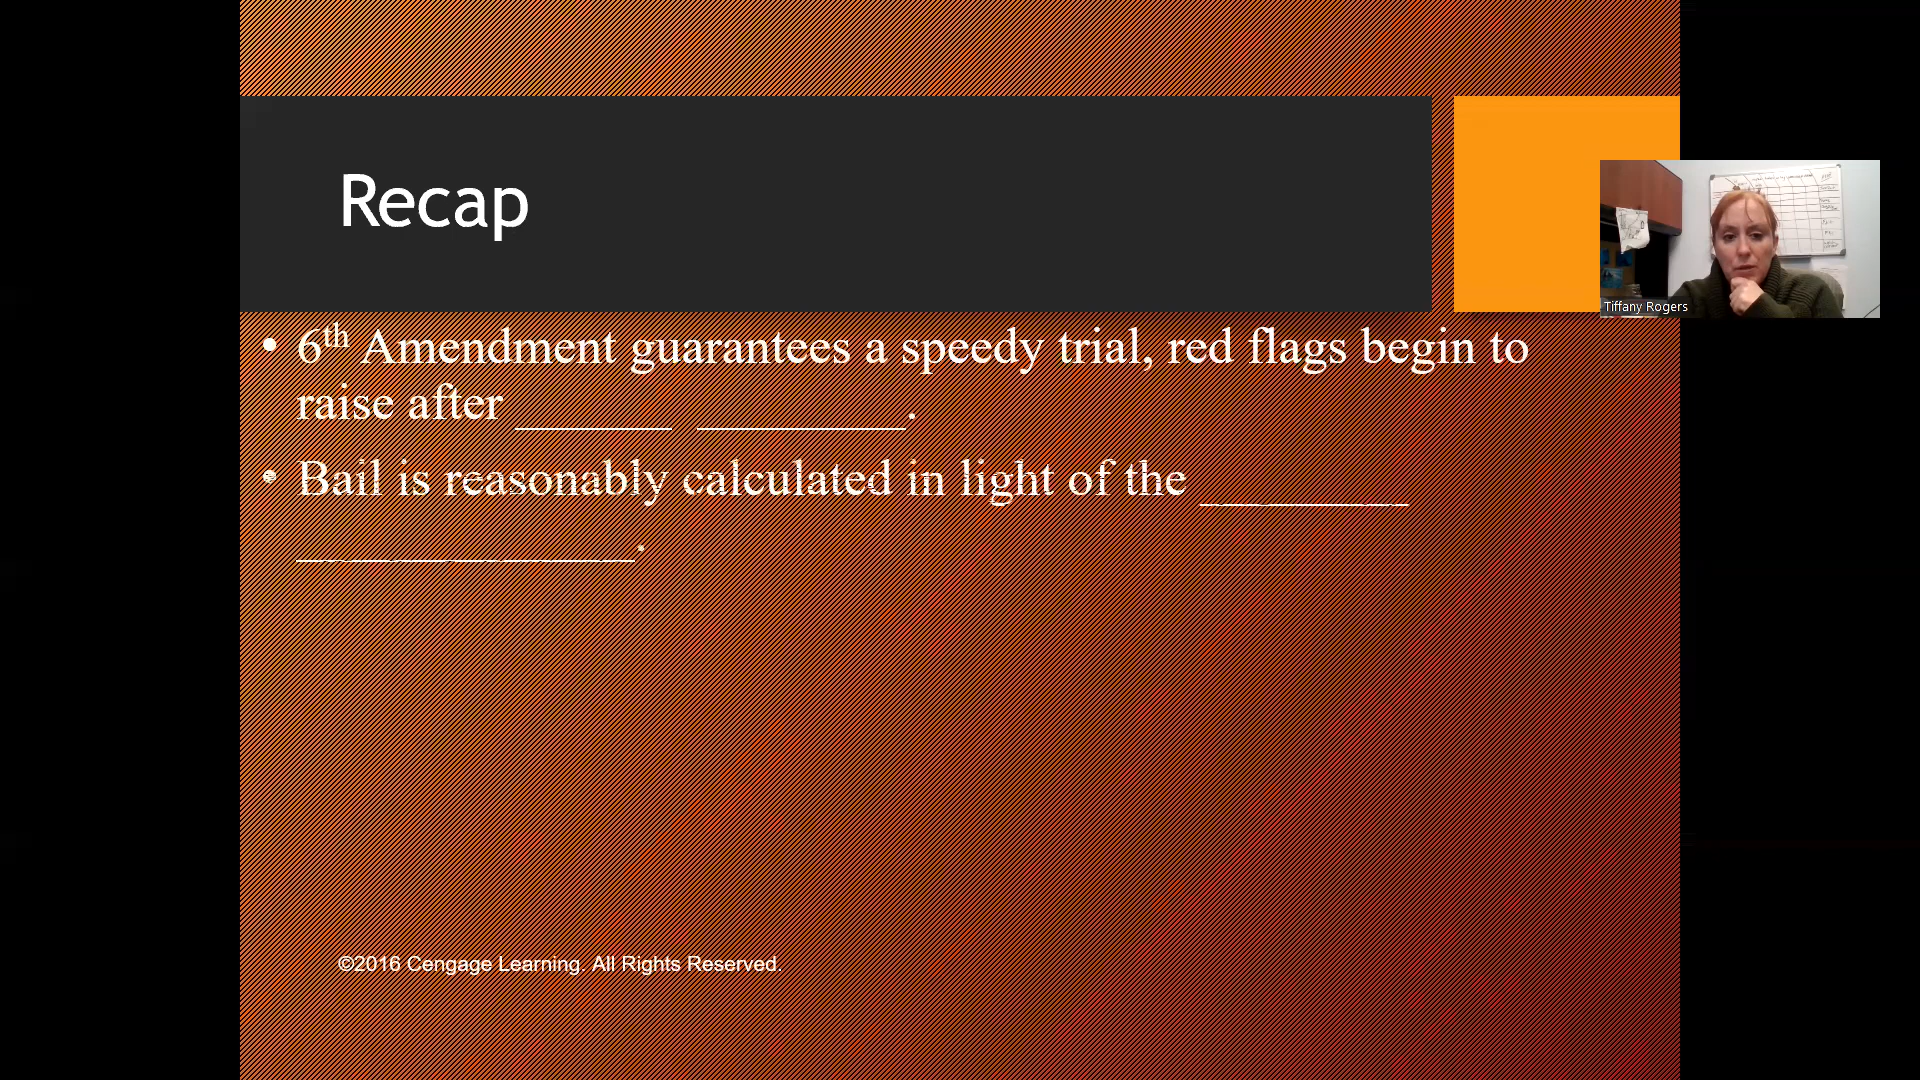 Recap
• 6th Amendment guarantees a speedy trial, red flags begin to
raise after ______ ________.
• Bail is reasonably calculated in light of the ________
_____________.
©2016 Cengage Learning. All Rights Reserved.
Tiffany Rogers